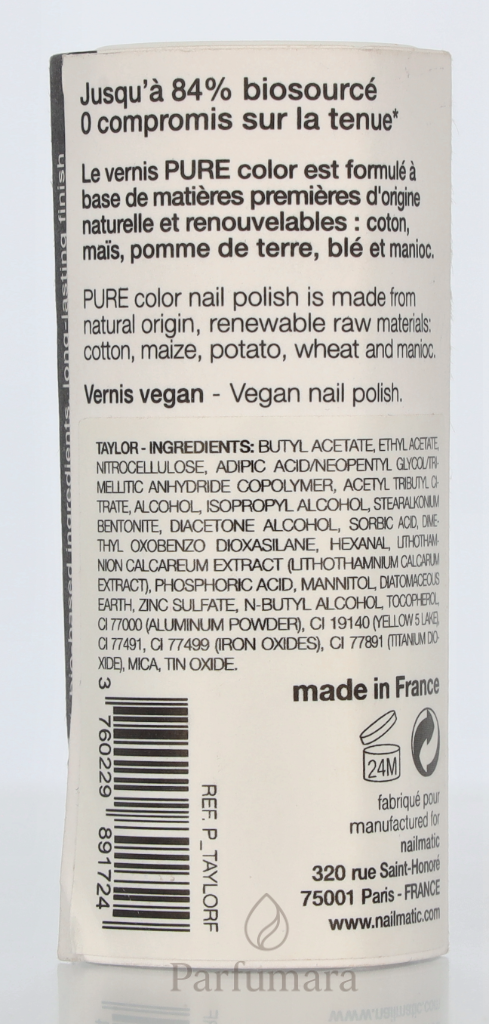 Jusqu'à 84% biosourcé
0 compromis sur la tenue*
Le vernis PURE color est formulé à
base de matières premières d'origine
naturelle et renouvelables : coton,
maïs, pomme de terre, blé et manioc.
PURE color nail polish is made from
natural origin, renewable raw materials:
cotton, maize, potato, wheat and manioc.
Vernis vegan - Vegan nail polish.
TAYLOR - INGREDIENTS: BUTYL ACETATE, ETHYL ACETATE,
NITROCELLULOSE, ADIPIC ACID/NEOPENTYL GLYCOL/TRI-
MELLITIC ANHYDRIDE COPOLYMER, ACETYL TRIBUTYL CI-
TRATE, ALCOHOL, ISOPROPYL ALCOHOL, STEARALKONIUM
BENTONITE, DIACETONE ALCOHOL, SORBIC ACID, DIME-
THYL OXOBENZO DIOXASILANE, HEXANAL, LITHOTHAM-
NION CALCAREUM EXTRACT (LITHOTHAMNIUM CALCARUM
EXTRACT), PHOSPHORIC ACID, MANNITOL, DIATOMACEOUS
EARTH, ZINC SULFATE, N-BUTYL ALCOHOL, TOCOPHEROL,
CI 77000 (ALUMINUM POWDER), CI 19140 (YELLOW 5 LAKE),
CI 77491, CI 77499 (IRON OXIDES), CI 77891 (TITANIUM DIO-
XIDE), MICA, TIN OXIDE.
made in France
24M
fabriqué pour
manufactured for
nailmatic
320 rue Saint-Honoré
75001 Paris - FRANCE
www.nailmatic.com
3 760229 891724
REF. P_TAYLORF
ingredients, long-lasting finish
Parfumara